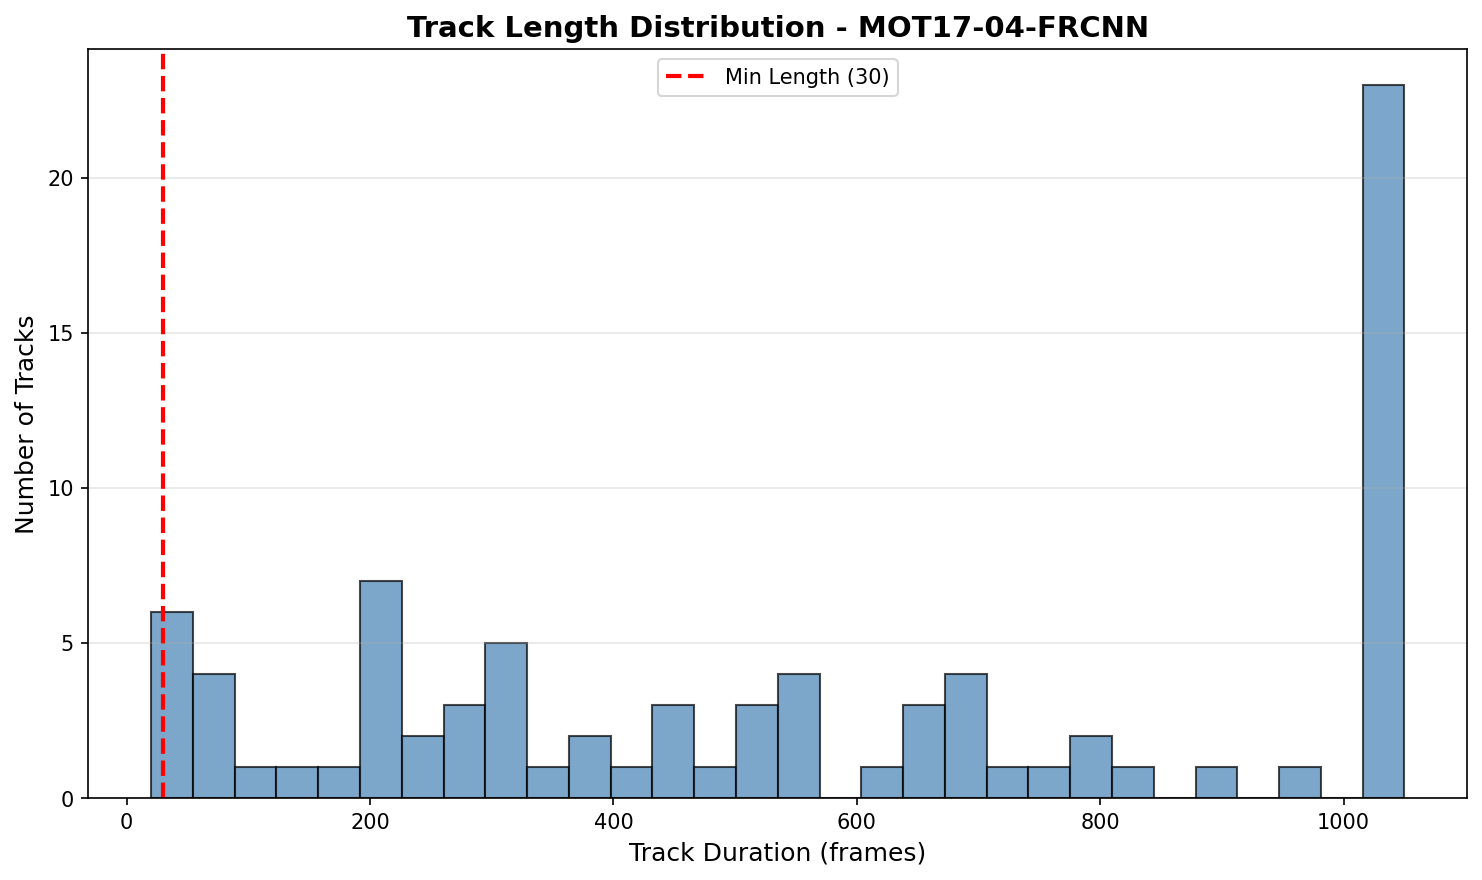 Track Length Distribution - MOT17-04-FRCNN
Min Length (30)
Number of Tracks
20
15
10
5
0
0 200 400 600 800 1000
Track Duration (frames)